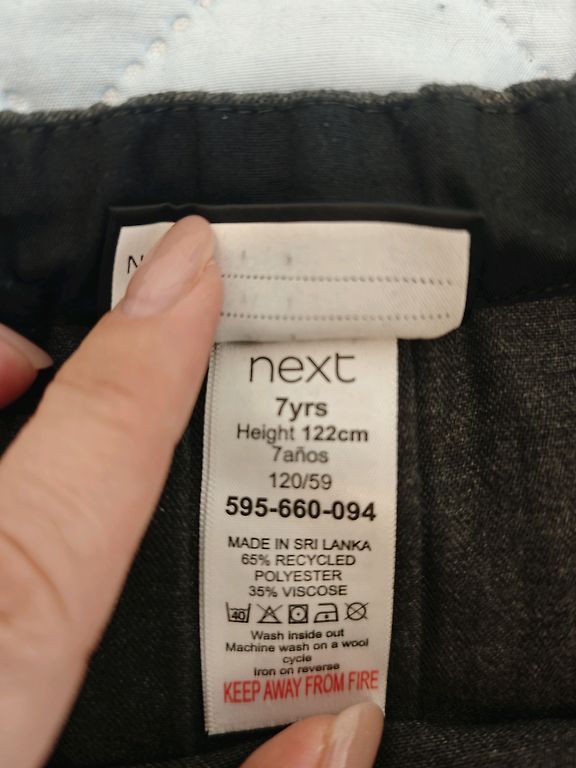 next
7yrs
Height 122cm
7años
120/59
595-660-094
MADE IN SRI LANKA
65% RECYCLED
POLYESTER
35% VISCOSE
40
Wash inside out
Machine wash on a wool
cycle
Iron on reverse
KEEP AWAY FROM FIRE